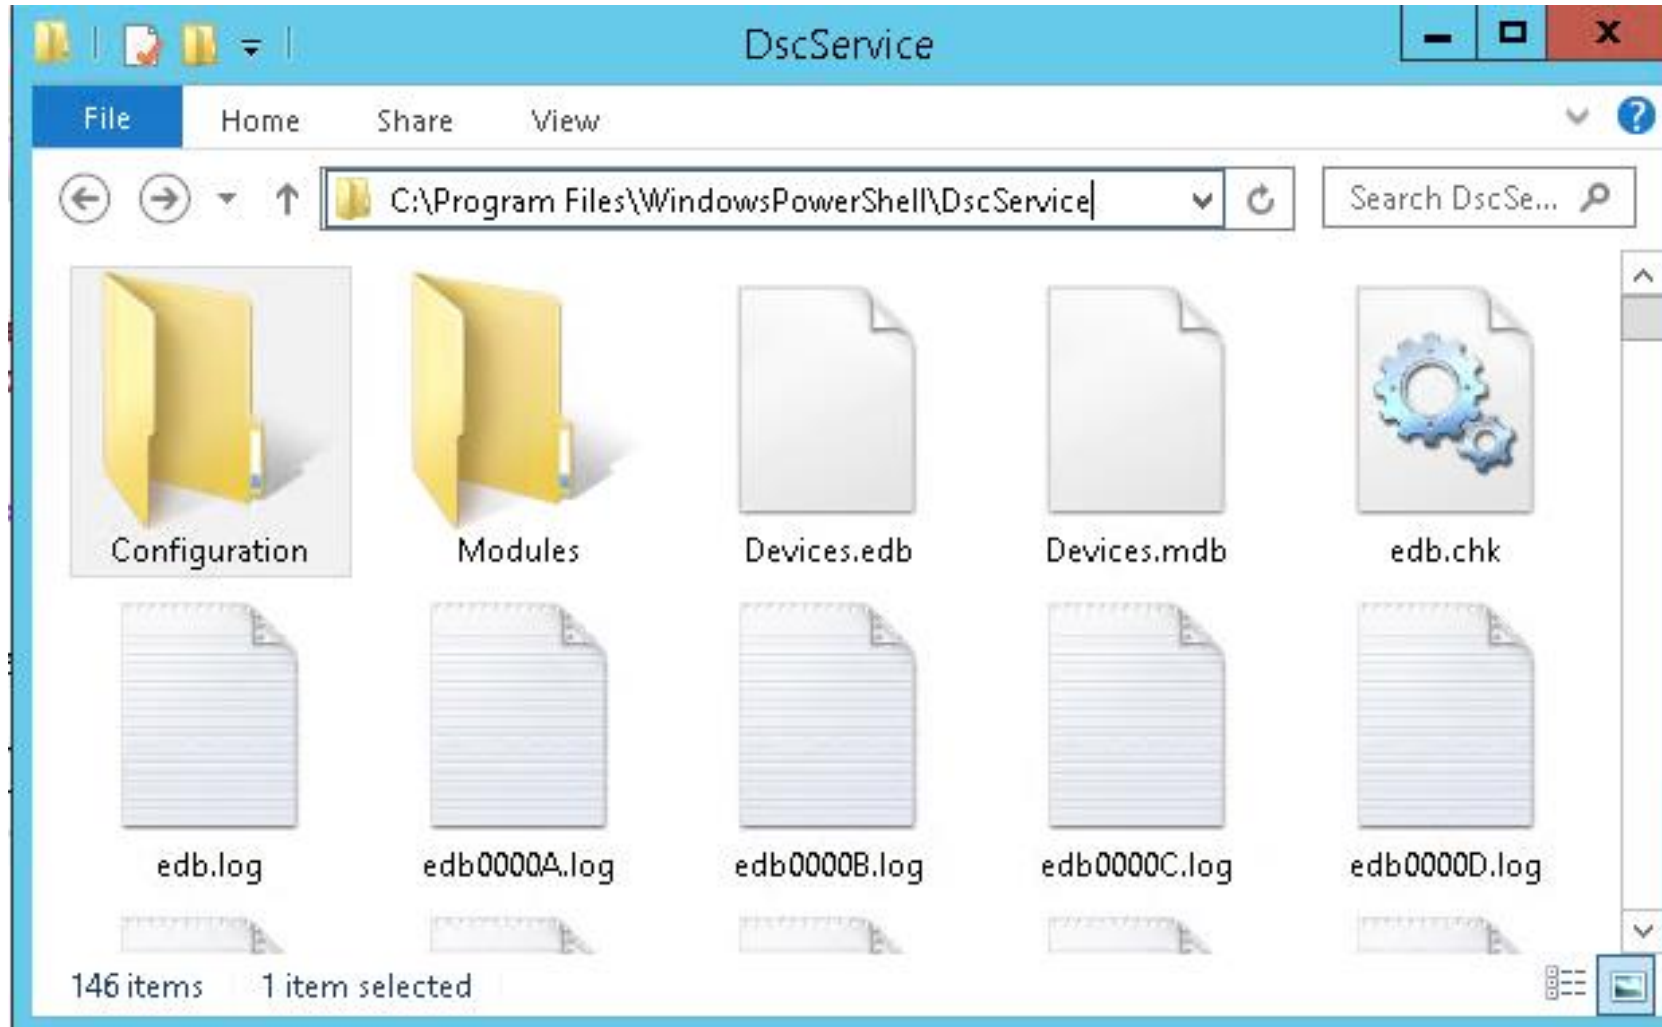 DscService
File Home Share View
C:\Program Files\WindowsPowerShell\DscService Search DscSe...
Configuration Modules Devices.edb Devices.mdb edb.chk
edb.log edb0000A.log edb0000B.log edb0000C.log edb0000D.log
146 items 1 item selected